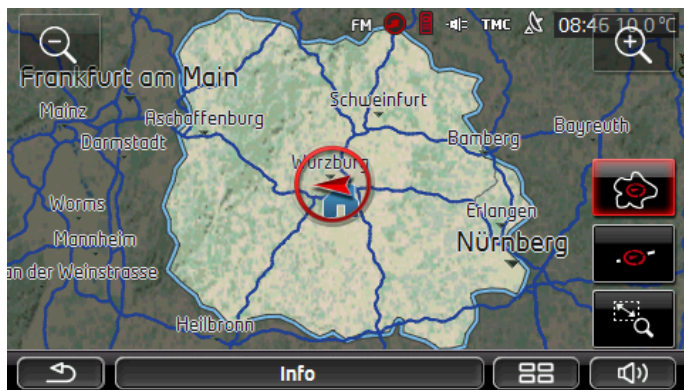 FM TMC 08:46 10.0°C
Frankfurt am Main
Mainz
Aschaffenburg
Schweinfurt
Darmstadt
Bamberg
Bayreuth
Würzburg
Worms
Erlangen
Mannheim
Nürnberg
an der Weinstrasse
Heilbronn
Info